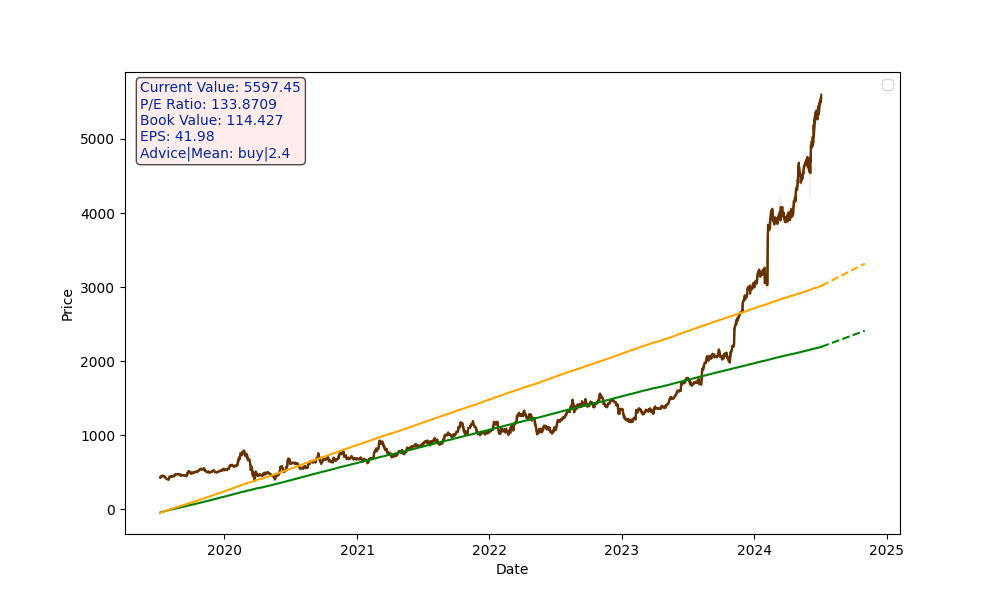 Current Value: 5597.45
P/E Ratio: 133.8709
Book Value: 114.427
EPS: 41.98
Advice|Mean: buy|2.4
5000
4000
3000
2000
1000
0
Price
2020 2021 2022 2023 2024 2025
Date